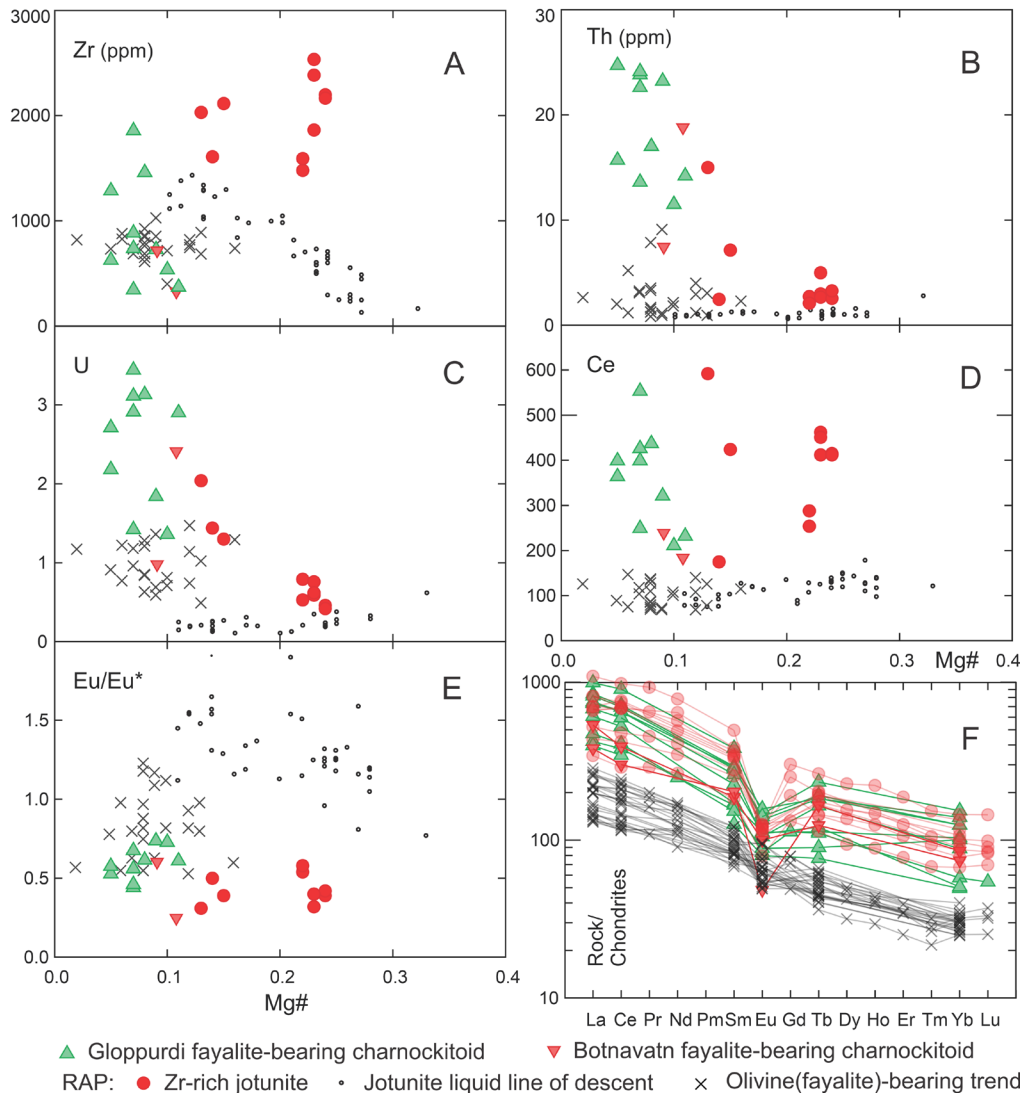 3000
2000
1000
0
Zr (ppm)
A
30
20
10
0
Th (ppm)
B
3
2
1
0
U
C
600
500
400
300
200
100
0
Ce
D
0.1
0.2
0.3
0.4
Mg#
1.5
1.0
0.5
0.0
Eu/Eu*
E
0.0
0.1
0.2
0.3
0.4
Mg#
1000
100
10
F
Rock/
Chondrites
La Ce Pr Nd Pm Sm Eu Gd Tb Dy Ho Er Tm Yb Lu
Gloppurdi fayalite-bearing charnockitoid
Botnavatn fayalite-bearing charnockitoid
RAP: Zr-rich jotunite Jotunite liquid line of descent Olivine(fayalite)-bearing trend